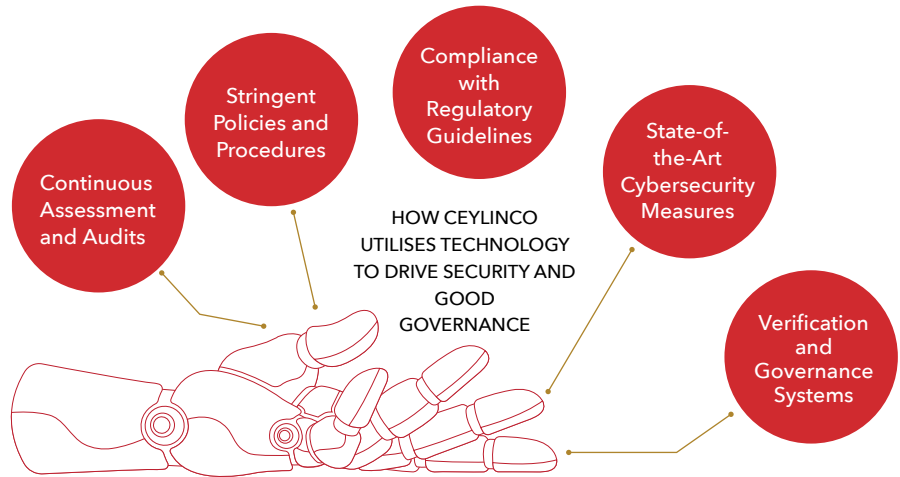 Continuous
Assessment
and Audits
Stringent
Policies and
Procedures
Compliance
with
Regulatory
Guidelines
State-of-
the-Art
Cybersecurity
Measures
Verification
and
Governance
Systems
HOW CEYLINCO
UTILISES TECHNOLOGY
TO DRIVE SECURITY AND
GOOD
GOVERNANCE